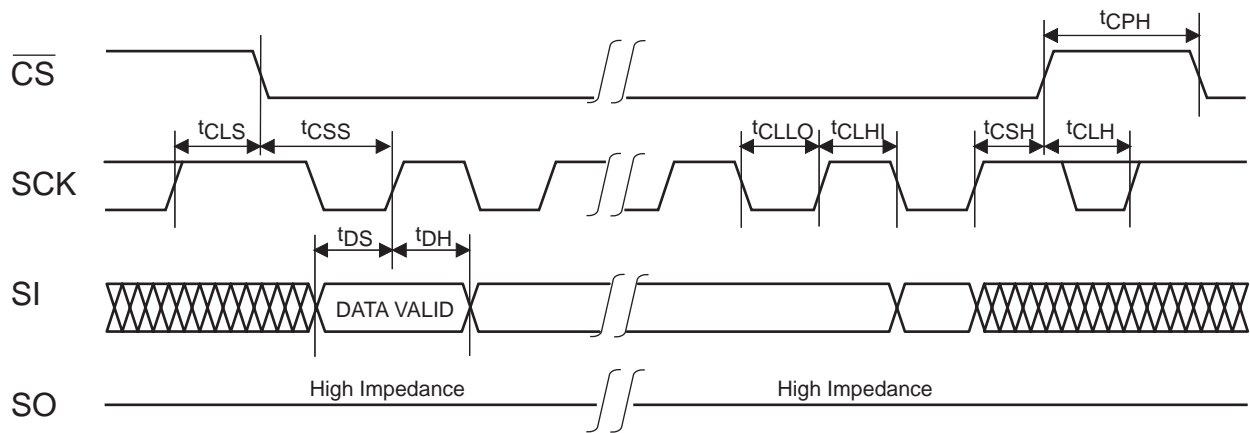 tCPH
CS
tCLS
tCSS
tCLLO
tCLHI
tCSH
tCLH
SCK
tDS
tDH
SI
DATA VALID
High Impedance
High Impedance
SO